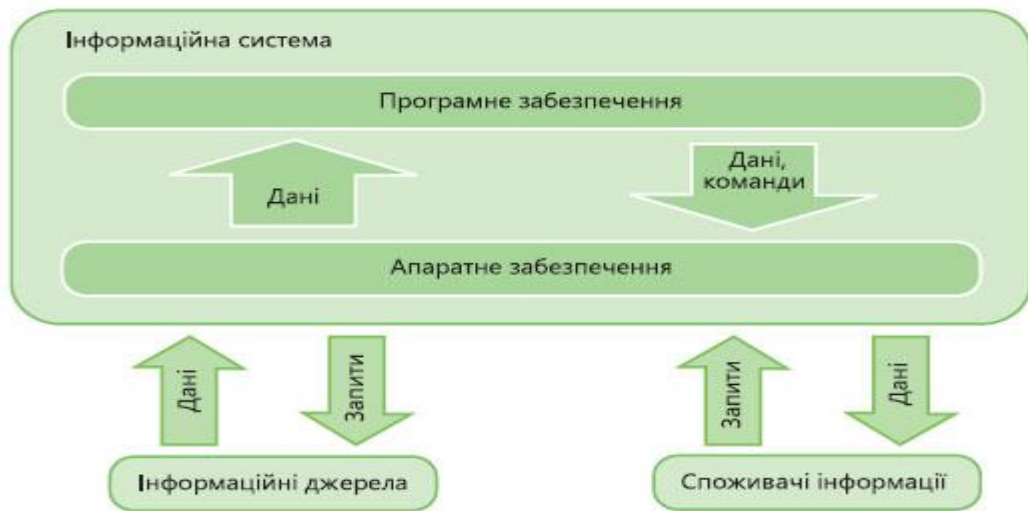 Інформаційна система
Програмне забезпечення
Дані
Дані,
команди
Апаратне забезпечення
Дані
Запити
Запити
Дані
Інформаційні джерела
Споживачі інформації